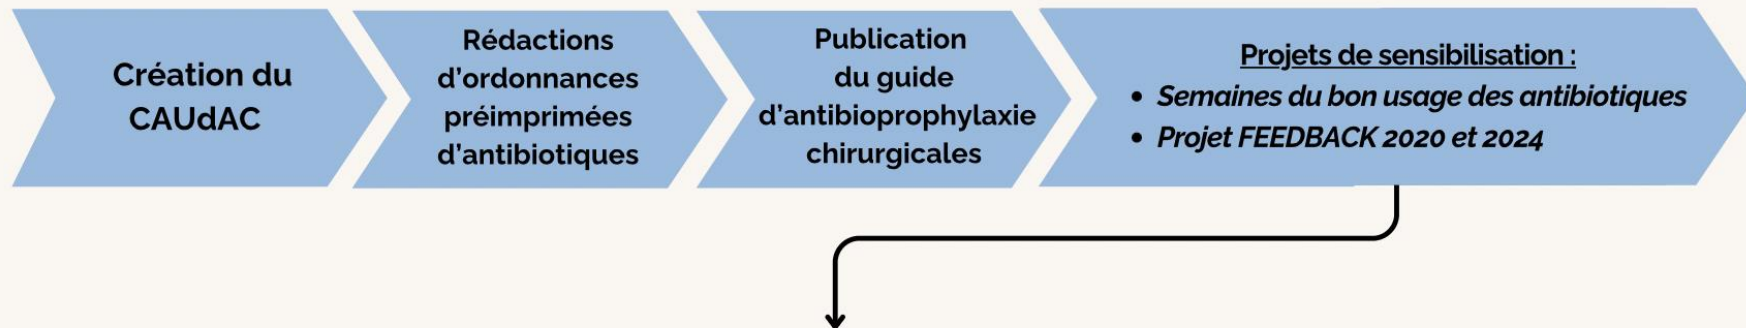 Création du
CAUdAC
Rédactions
d'ordonnances
préimprimées
d'antibiotiques
Publication
du guide
d'antibioprophylaxie
chirurgicales
Projets de sensibilisation :
• Semaines du bon usage des antibiotiques
• Projet FEEDBACK 2020 et 2024